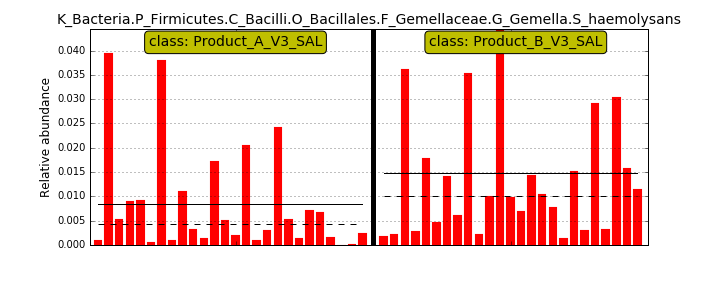 K_Bacteria.P_Firmicutes.C_Bacilli.O_Bacillales.F_Gemellaceae.G_Gemella.S_haemolysans
class: Product_A_V3_SAL
class: Product_B_V3_SAL
Relative abundance
0.040
0.035
0.030
0.025
0.020
0.015
0.010
0.005
0.000